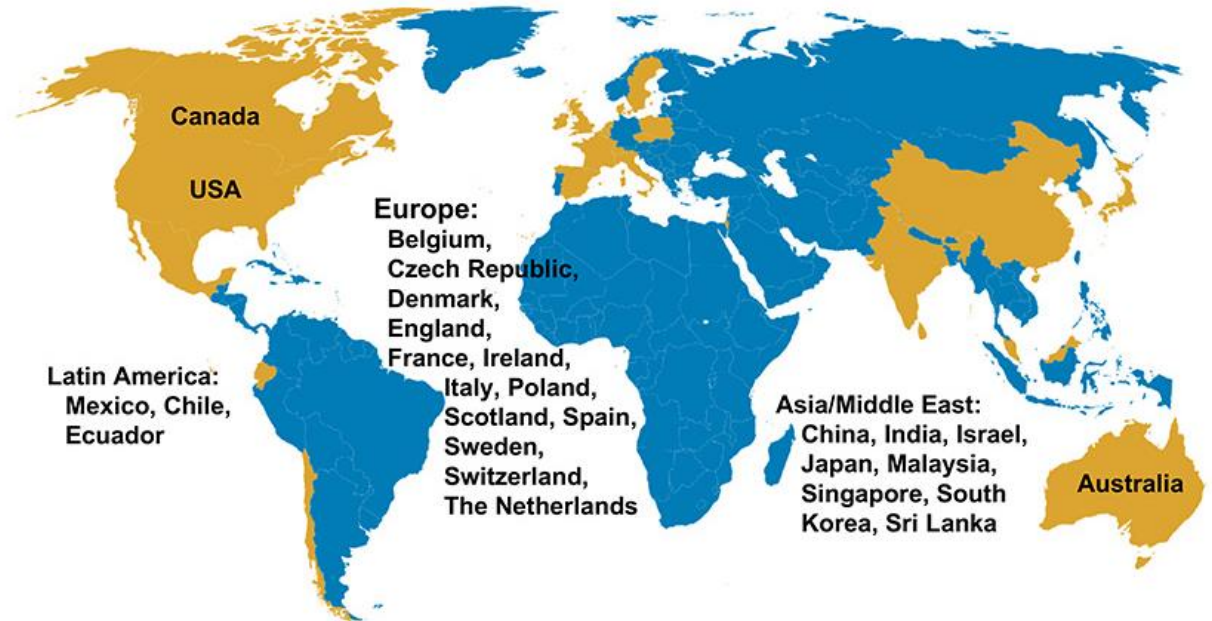 Canada
USA
Europe:
Belgium,
Czech Republic,
Denmark,
England,
France, Ireland,
Italy, Poland,
Scotland, Spain,
Sweden,
Switzerland,
The Netherlands
Latin America:
Mexico, Chile,
Ecuador
Asia/Middle East:
China, India, Israel,
Japan, Malaysia,
Singapore, South
Korea, Sri Lanka
Australia